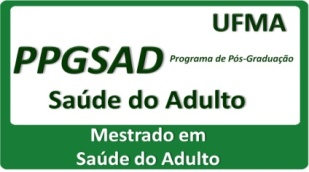 UFMA
PPGSAD Programa de Pós-Graduação
Saúde do Adulto
Mestrado em
Saúde do Adulto